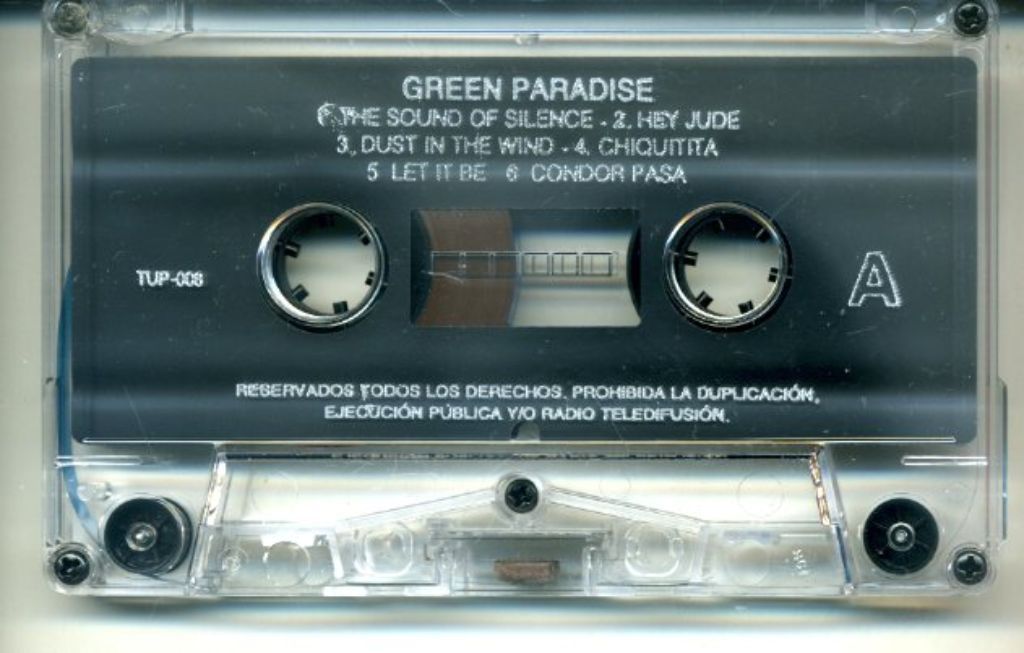 GREEN PARADISE
1. THE SOUND OF SILENCE - 2. HEY JUDE
3. DUST IN THE WIND - 4. CHIQUITITA
5 LET IT BE 6 CONDOR PASA
TUP-008
A
RESERVADOS TODOS LOS DERECHOS. PROHIBIDA LA DUPLICACIÓN,
EJECUCIÓN PÚBLICA Y/O RADIO TELEDIFUSIÓN.